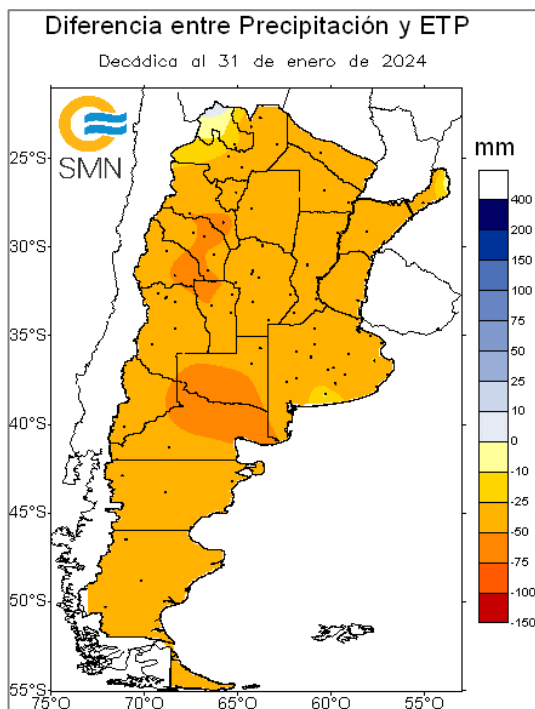 Diferencia entre Precipitación y ETP
Decádica al 31 de enero de 2024
SMN
mm
400
200
150
100
75
50
25
10
0
-10
-25
-50
-75
-100
-150
25°S
30°S
35°S
40°S
45°S
50°S
55°S
75°O
70°O
65°O
60°O
55°O